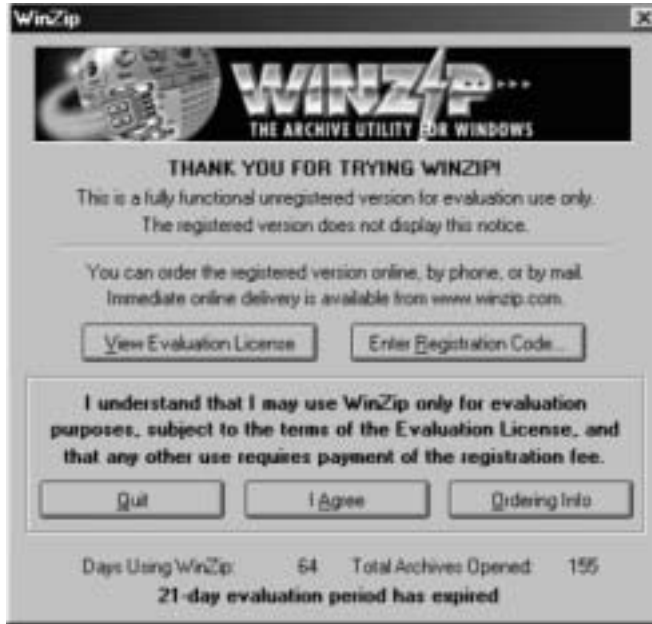 WinZip
WINZIP
THE ARCHIVE UTILITY FOR WINDOWS
THANK YOU FOR TRYING WINZIP!
This is a fully functional unregistered version for evaluation use only.
The registered version does not display this notice.
You can order the registered version online, by phone, or by mail.
Immediate online delivery is available from www.winzip.com.
View Evaluation License
Enter Registration Code...
I understand that I may use WinZip only for evaluation
purposes, subject to the terms of the Evaluation License, and
that any other use requires payment of the registration fee.
Quit
I Agree
Ordering Info
Days Using WinZip: 64 Total Archives Opened: 155
21-day evaluation period has expired